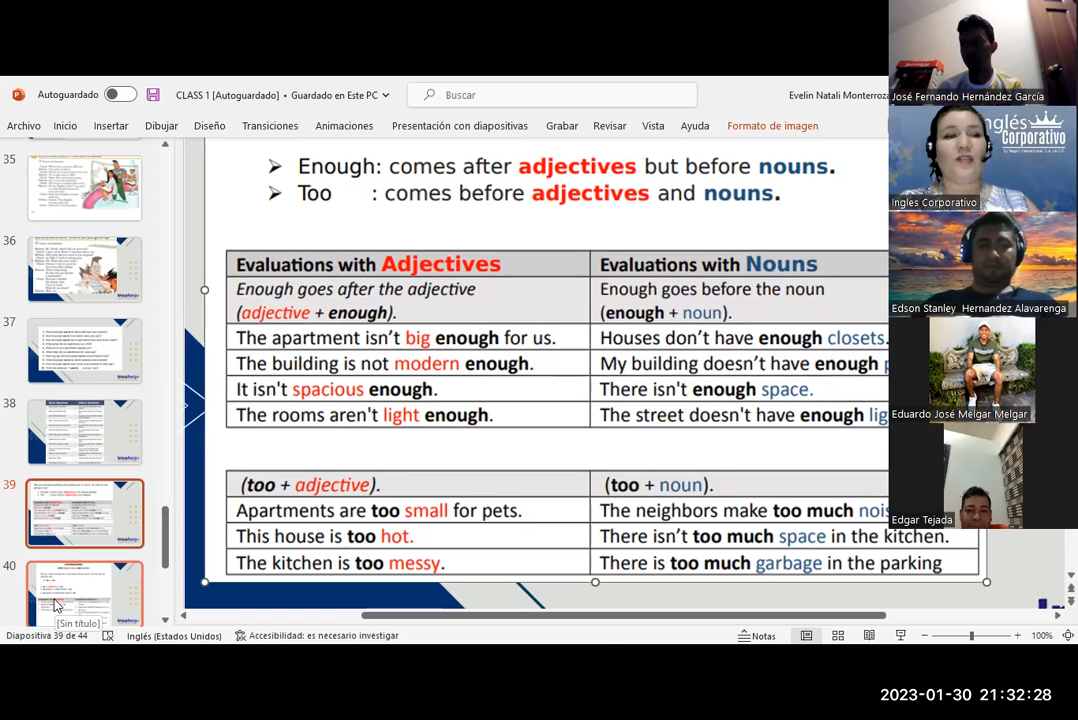 Autoguardado
CLASS 1 [Autoguardado] • Guardado en Este PC
Buscar
Evelin Natali
Archivo Inicio Insertar Dibujar Diseño Transiciones Animaciones Presentación con diapositivas Grabar Revisar Vista Ayuda Formato de imagen
35
36
37
38
39
40
[Sin título]
Enough: comes after adjectives but before nouns.
Too : comes before adjectives and nouns.
Evaluations with Adjectives
Evaluations with Nouns
Enough goes after the adjective
(adjective + enough).
Enough goes before the noun
(enough + noun).
The apartment isn't big enough for us.
Houses don't have enough closets.
The building is not modern enough.
My building doesn't have enough
It isn't spacious enough.
There isn't enough space.
The rooms aren't light enough.
The street doesn't have enough
(too + adjective).
(too + noun).
Apartments are too small for pets.
The neighbors make too much
This house is too hot.
There isn't too much space in the kitchen.
The kitchen is too messy.
There is too much garbage in the parking
Diapositiva 39 de 44
Inglés (Estados Unidos)
Accesibilidad: es necesario investigar
Notas
100%
José Fernando Hernández García
Inglés
Corporativo
Ingles Corporativo
Edson Stanley Hernandez Alavarenga
Eduardo José Melgar Melgar
Edgar Tejada
2023-01-30 21:32:28